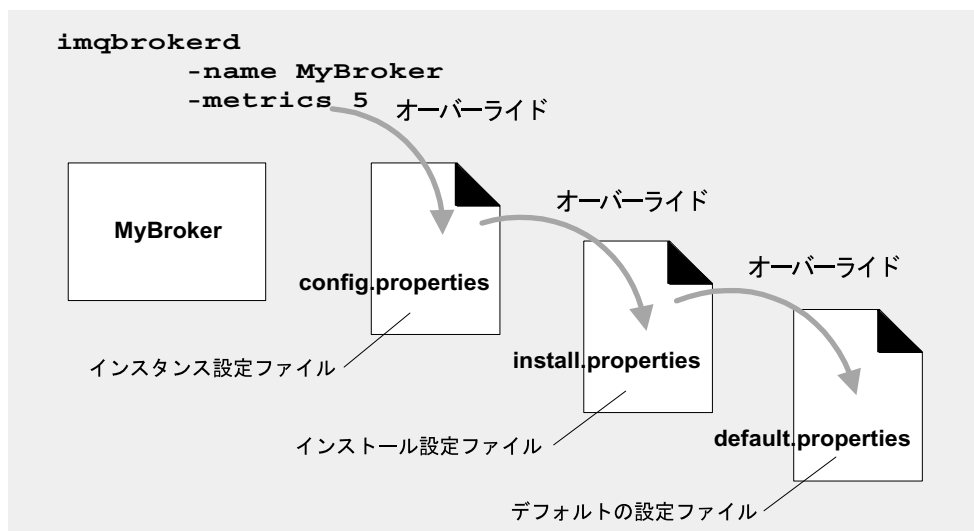 imqbrokerd
-name MyBroker
-metrics 5
オーバーライド
オーバーライド
MyBroker
オーバーライド
config.properties
インスタンス設定ファイル
install.properties
インストール設定ファイル
default.properties
デフォルトの設定ファイル